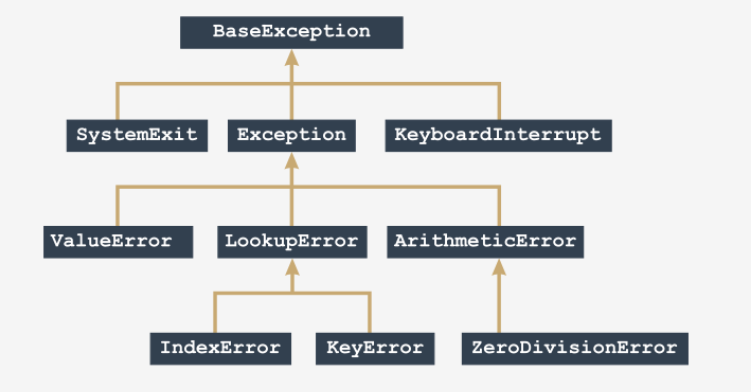 BaseException
SystemExit
Exception
KeyboardInterrupt
ValueError
LookupError
ArithmeticError
IndexError
KeyError
ZeroDivisionError